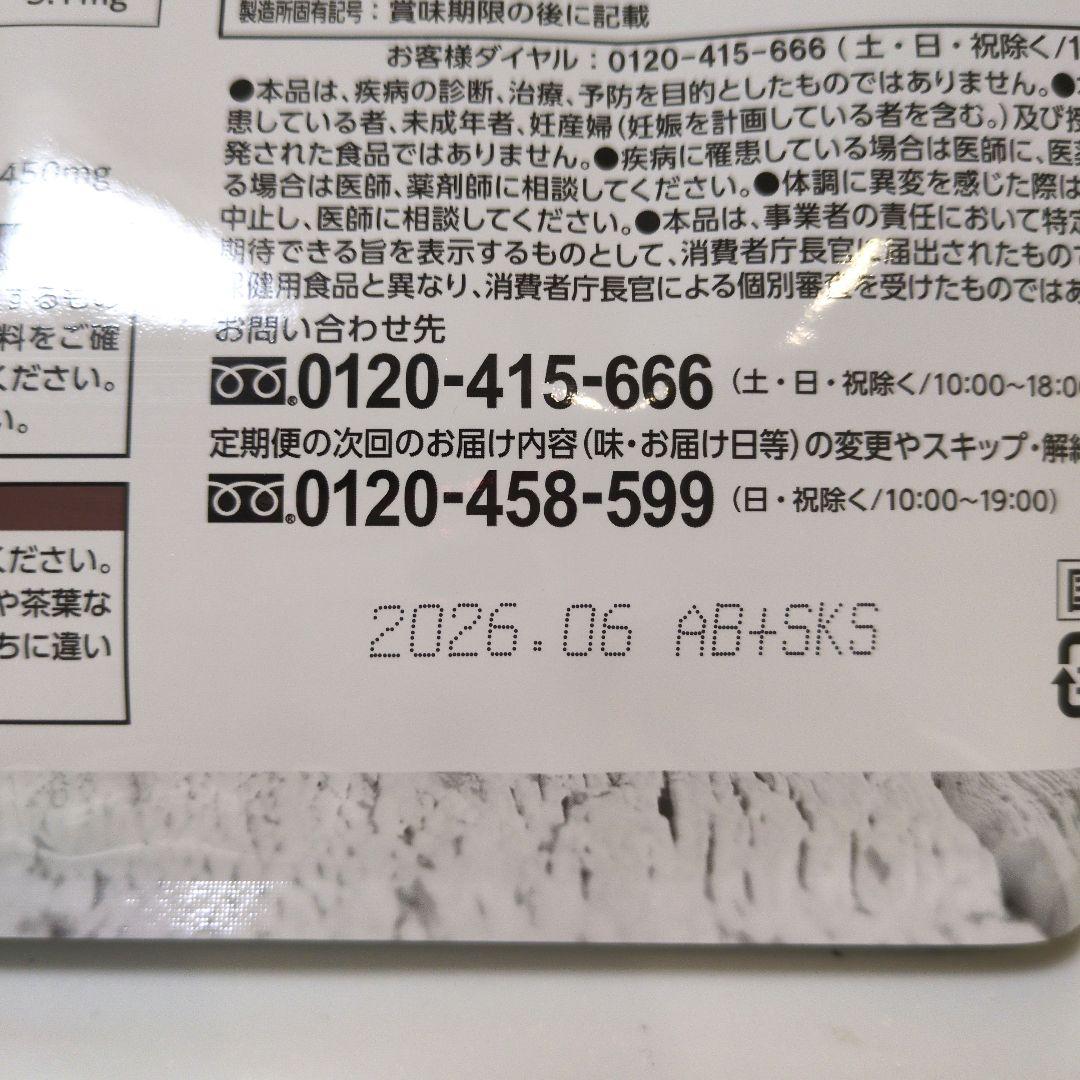 製造所固有記号：賞味期限の後に記載
お客様ダイヤル：0120-415-666（土・日・祝除く/1
●本品は、疾病の診断、治療、予防を目的としたものではありません。●
患している者、未成年者、妊産婦（妊娠を計画している者を含む。）及び授
発された食品ではありません。●疾病に罹患している場合は医師に、医薬
る場合は医師、薬剤師に相談してください。●体調に異変を感じた際は
中止し、医師に相談してください。●本品は、事業者の責任において特定
期待できる旨を表示するものとして、消費者庁長官に届出されたもので
保健用食品と異なり、消費者庁長官による個別審査を受けたものではあ
450mg
するもの
料をご確
ください。
い。
お問い合わせ先
0120-415-666（土・日・祝除く/10:00~18:00
定期便の次回のお届け内容（味・お届け日等）の変更やスキップ・解約
0120-458-599（日・祝除く/10:00~19:00）
ください。
や茶葉な
ちに違い
2026.06 AB+SKS